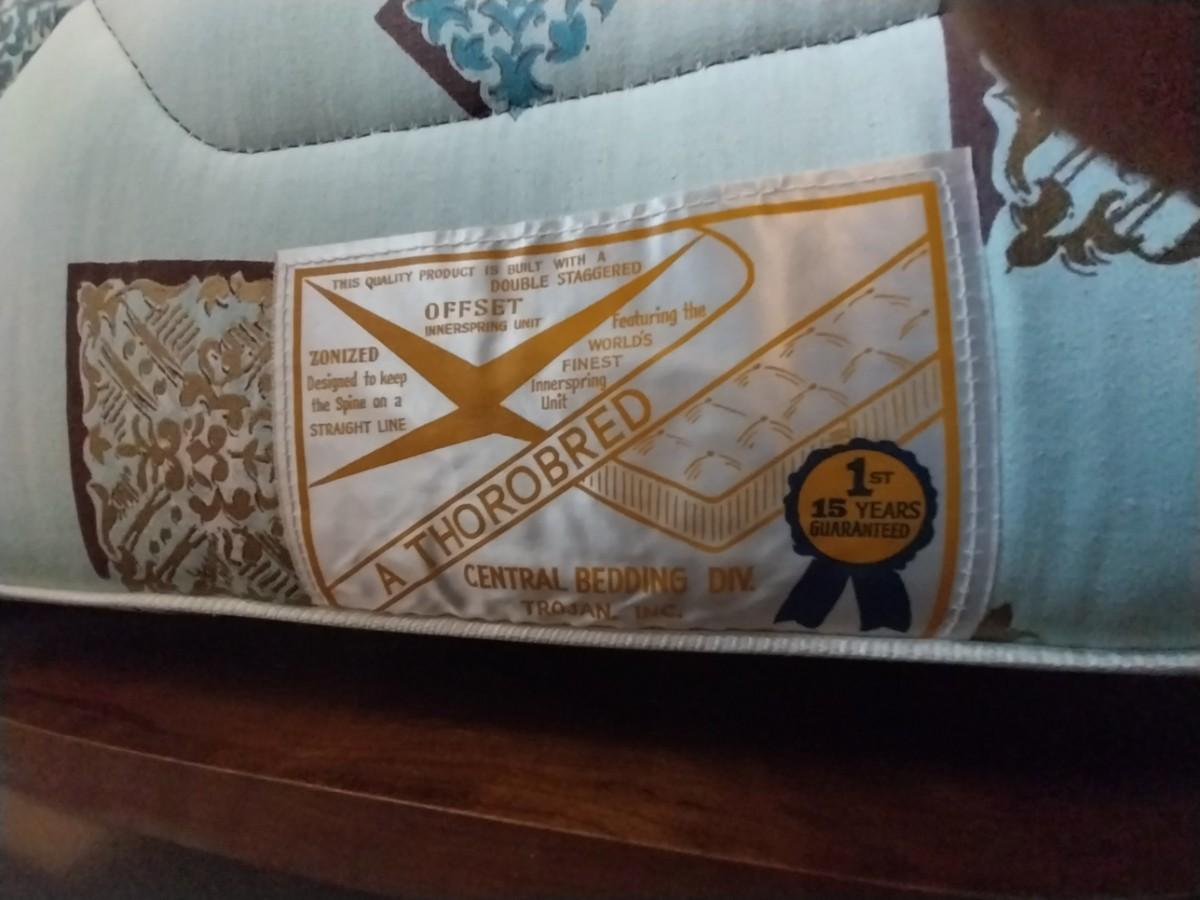 THIS QUALITY PRODUCT IS BUILT WITH A
DOUBLE STAGGERED
OFFSET
INNERSPRING UNIT
ZONIZED
Designed to keep
the Spine on a
STRAIGHT LINE
Featuring the
WORLD'S
FINEST
Innerspring
Unit
A THOROBRED
1ST
15 YEARS
GUARANTEED
CENTRAL BEDDING DIV.
TROJAN, INC.